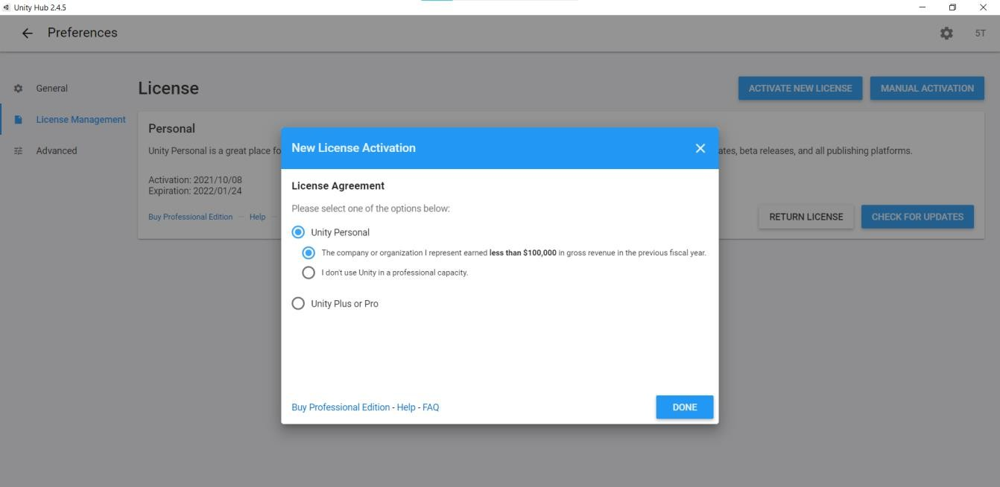 Unity Hub 2.4.5
Preferences
5T
General
License Management
Advanced
License
ACTIVATE NEW LICENSE
MANUAL ACTIVATION
Personal
Unity Personal is a great place fo
ates, beta releases, and all publishing platforms.
Activation: 2021/10/08
Expiration: 2022/01/24
Buy Professional Edition — Help —
RETURN LICENSE
CHECK FOR UPDATES
New License Activation
License Agreement
Please select one of the options below:
Unity Personal
The company or organization I represent earned less than $100,000 in gross revenue in the previous fiscal year.
I don't use Unity in a professional capacity.
Unity Plus or Pro
Buy Professional Edition - Help - FAQ
DONE